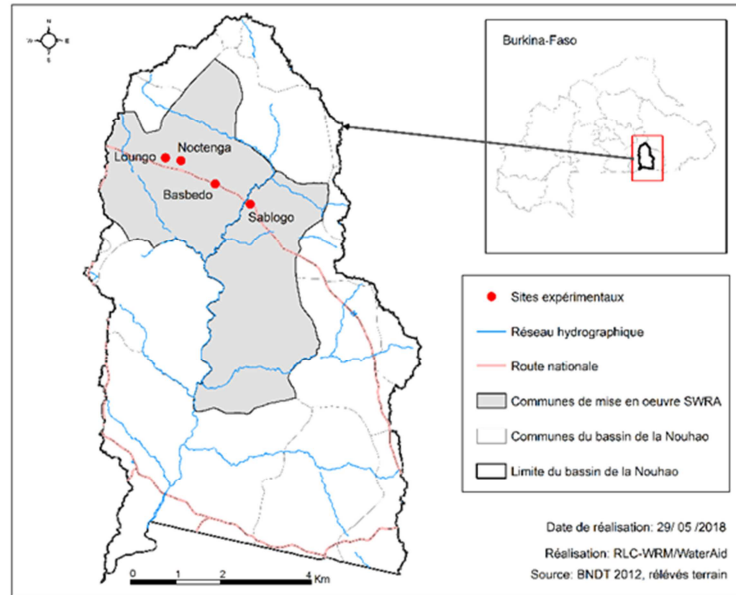 N
W
E
S
Burkina-Faso
Loungo
Noctenga
Basbedo
Sablogo
Sites expérimentaux
Réseau hydrographique
Route nationale
Communes de mise en oeuvre SWRA
Communes du bassin de la Nouhao
Limite du bassin de la Nouhao
Date de réalisation: 29/ 05 /2018
Réalisation: RLC-WRM/WaterAid
Source: BNDT 2012, rélévés terrain
0 1 2 4
Km